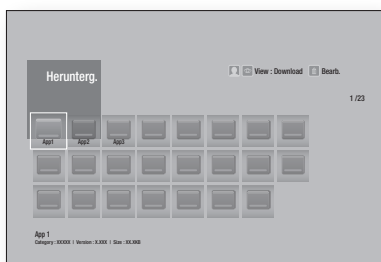 Herunterg.
View : Download Bearb.
1 /23
App1 App2 App3
App 1
Category : XXXXX I Version : X.XXX I Size : XX.XKB